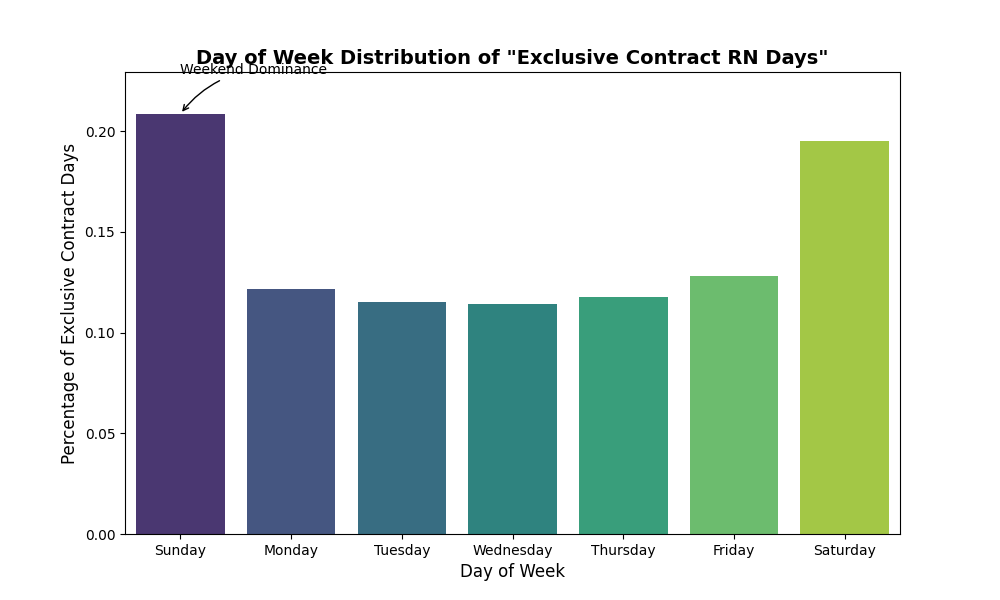 Day of Week Distribution of "Exclusive Contract RN Days"
Weekend Dominance
Percentage of Exclusive Contract Days
0.20
0.15
0.10
0.05
0.00
Sunday Monday Tuesday Wednesday Thursday Friday Saturday
Day of Week